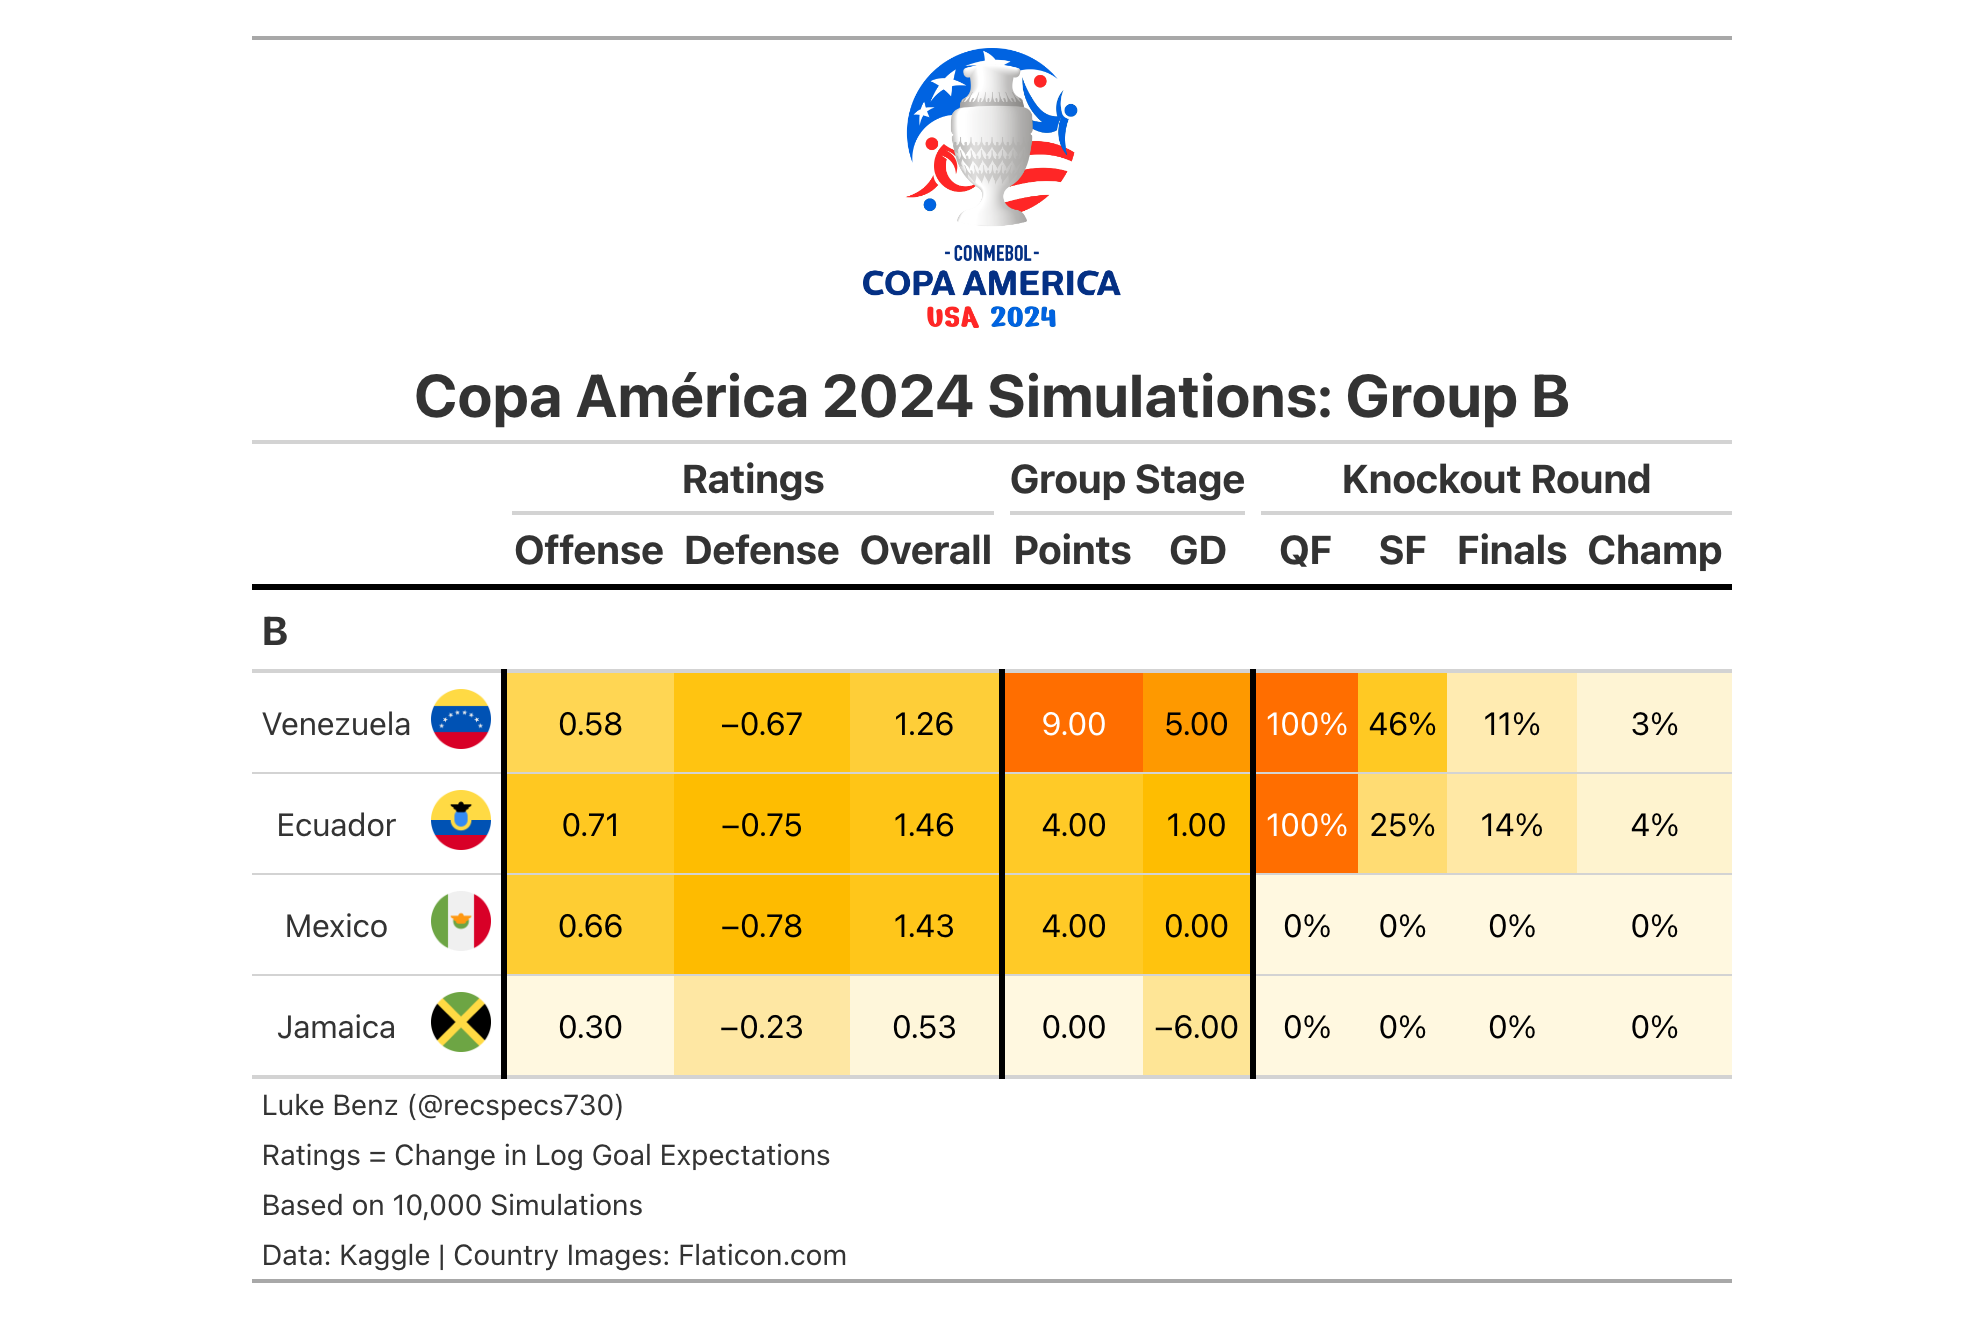 - CONMEBOL -
COPA AMERICA
USA 2024
Copa América 2024 Simulations: Group B
Ratings Group Stage Knockout Round
Offense Defense Overall Points GD QF SF Finals Champ
B
Venezuela 0.58 −0.67 1.26 9.00 5.00 100% 46% 11% 3%
Ecuador 0.71 −0.75 1.46 4.00 1.00 100% 25% 14% 4%
Mexico 0.66 −0.78 1.43 4.00 0.00 0% 0% 0% 0%
Jamaica 0.30 −0.23 0.53 0.00 −6.00 0% 0% 0% 0%
Luke Benz (@recspecs730)
Ratings = Change in Log Goal Expectations
Based on 10,000 Simulations
Data: Kaggle | Country Images: Flaticon.com